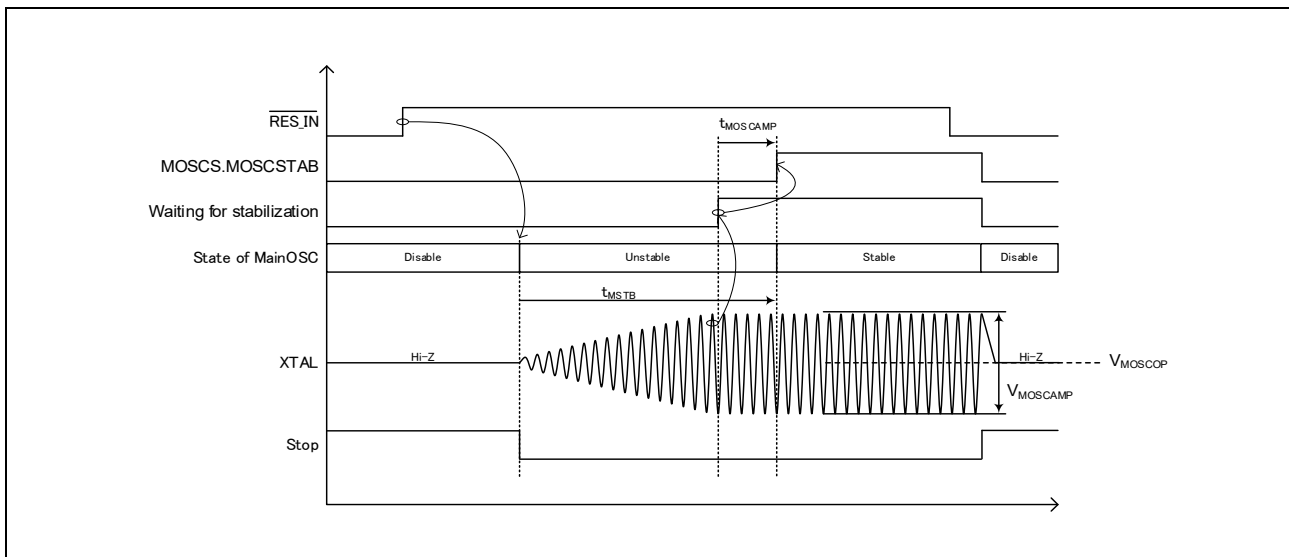 RES_IN
tMOSCAMP
MOSCS.MOSCSTAB
Waiting for stabilization
State of MainOSC
Disable
Unstable
Stable
Disable
tMSTB
XTAL
Hi-Z
Hi-Z
VMOSCOP
VMOSCAMP
Stop